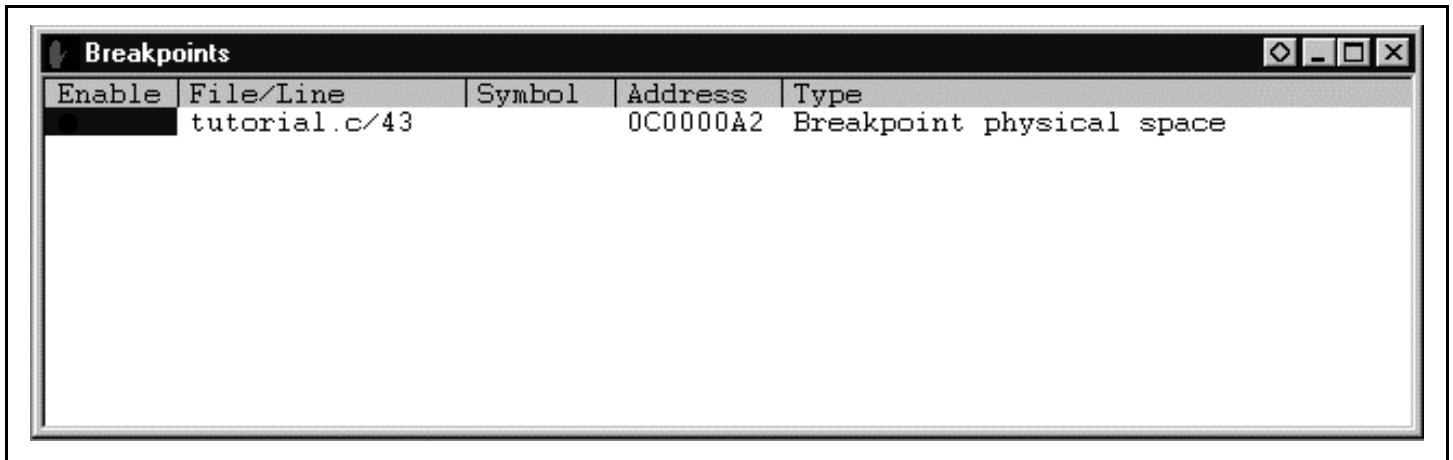 Breakpoints
Enable File/Line Symbol Address Type
tutorial.c/43 0C0000A2 Breakpoint physical space